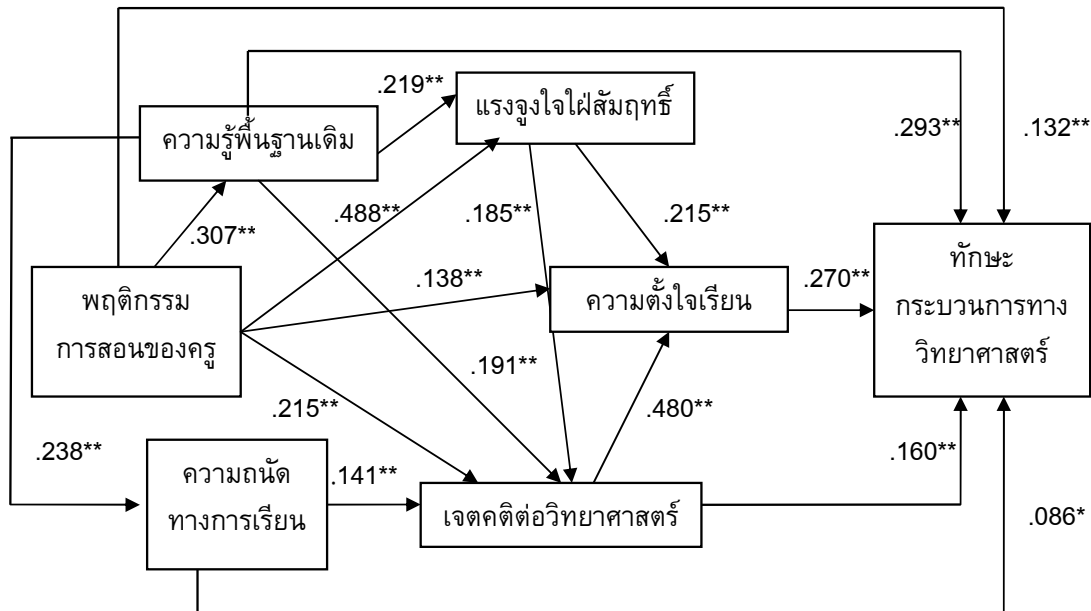 .219**
แรงจูงใจใฝ่สัมฤทธิ์
ความรู้พื้นฐานเดิม
.293**
.132**
.488**
.185**
.215**
.307**
ทักษะ
กระบวนการทาง
วิทยาศาสตร์
พฤติกรรม
การสอนของครู
.138**
ความตั้งใจเรียน
.270**
.191**
.215**
.480**
.238**
ความถนัด
ทางการเรียน
.141**
เจตคติต่อวิทยาศาสตร์
.160**
.086*